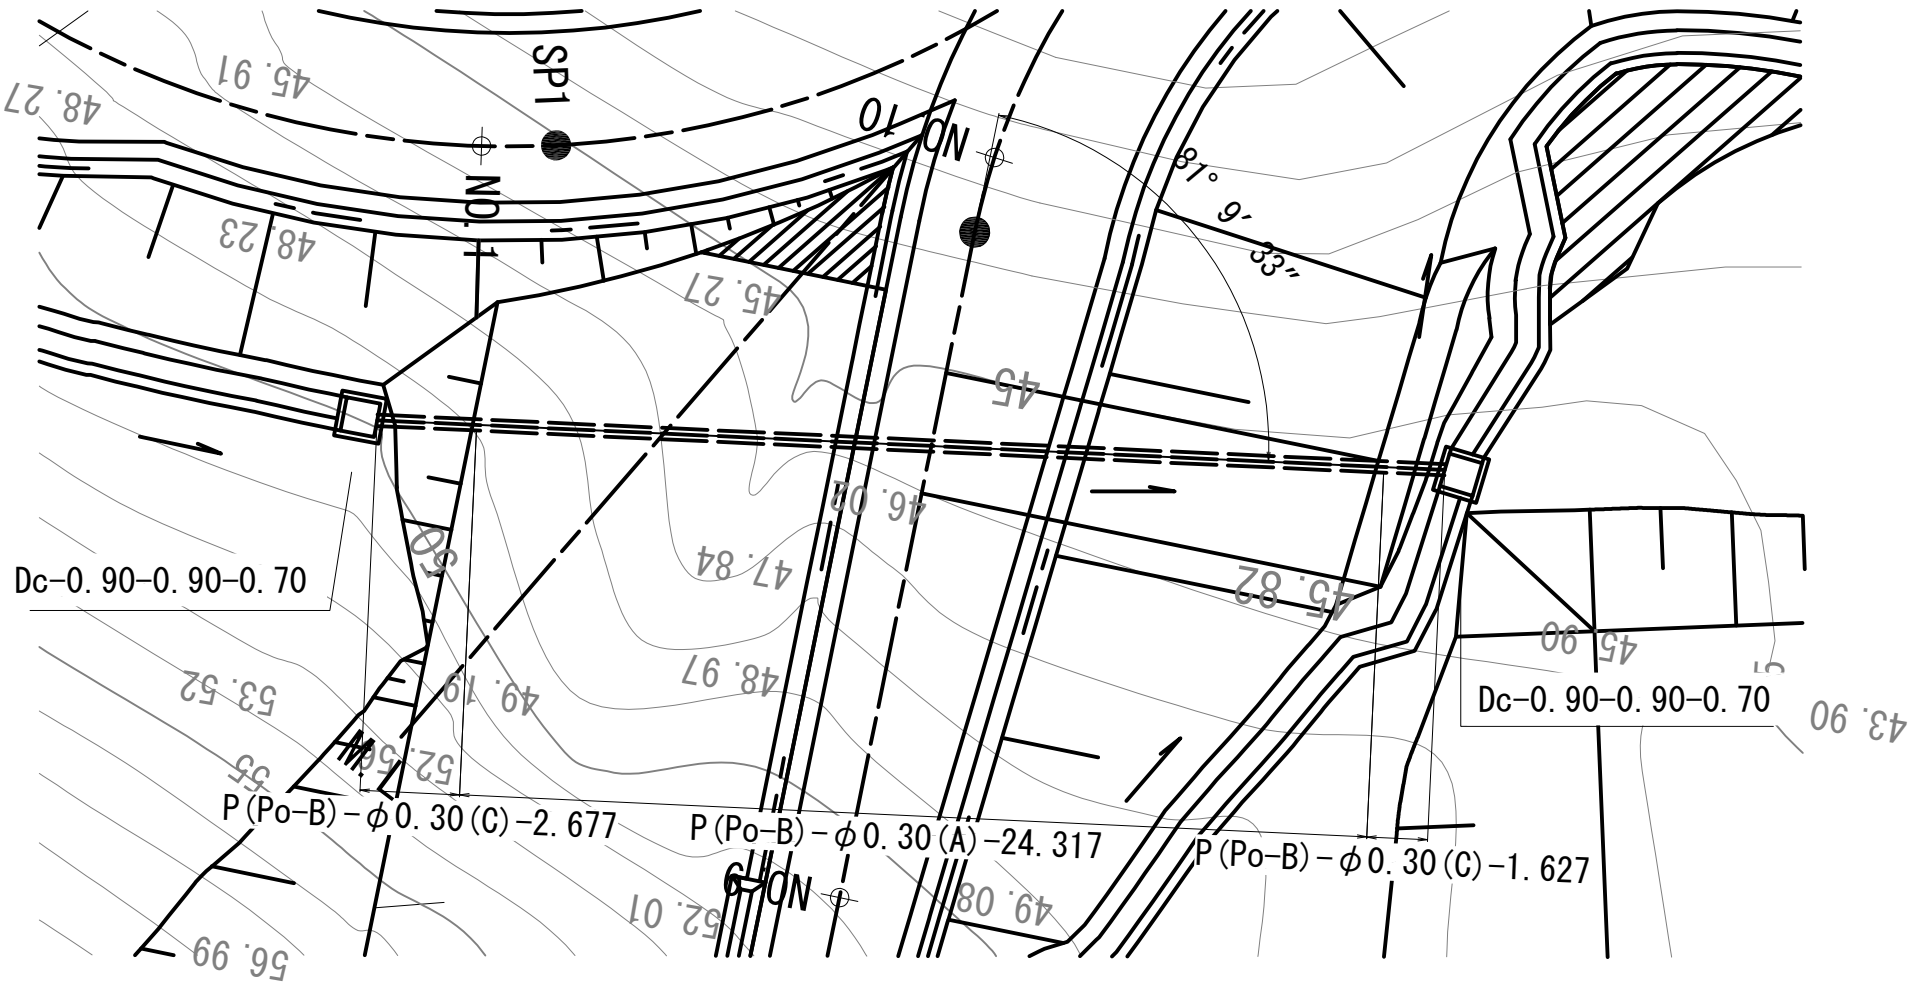 SP1
45.91
48.27
NO.10
NO.1
81° 9′ 33″
48.23
45.27
45
46.02
50
47.84
45.82
Dc-0.90-0.90-0.70
45.90
48.97
53.52
49.19
Dc-0.90-0.90-0.70
43.90
52.56
55
P(Po-B)-φ0.30(C)-2.677
P(Po-B)-φ0.30(A)-24.317
P(Po-B)-φ0.30(C)-1.627
NO.9
49.08
52.01
56.99